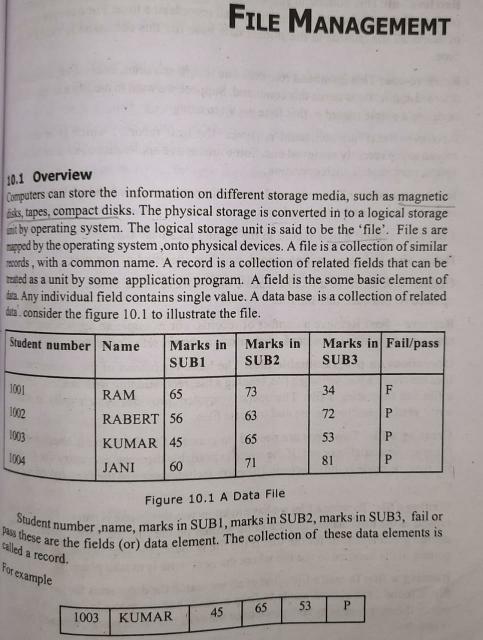 FILE MANAGEMEMT
10.1 Overview
Computers can store the information on different storage media, such as magnetic
disks, tapes, compact disks. The physical storage is converted in to a logical storage
unit by operating system. The logical storage unit is said to be the ‘file’. File s are
mapped by the operating system ,onto physical devices. A file is a collection of similar
records , with a common name. A record is a collection of related fields that can be
treated as a unit by some application program. A field is the some basic element of
data. Any individual field contains single value. A data base is a collection of related
data . consider the figure 10.1 to illustrate the file.
Student number Name Marks in SUB1 Marks in SUB2 Marks in SUB3 Fail/pass
1001 RAM 65 73 34 F
1002 RABERT 56 63 72 P
1003 KUMAR 45 65 53 P
1004 JANI 60 71 81 P
Figure 10.1 A Data File
Student number ,name, marks in SUB1, marks in SUB2, marks in SUB3, fail or
pass these are the fields (or) data element. The collection of these data elements is
called a record.
For example
1003 KUMAR 45 65 53 P